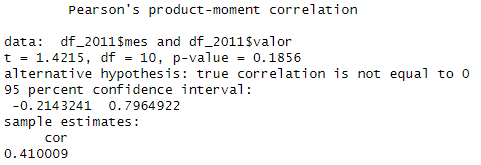 Pearson's product-moment correlation
data: df_2011$mes and df_2011$valor
t = 1.4215, df = 10, p-value = 0.1856
alternative hypothesis: true correlation is not equal to 0
95 percent confidence interval:
-0.2143241 0.7964922
sample estimates:
cor
0.410009